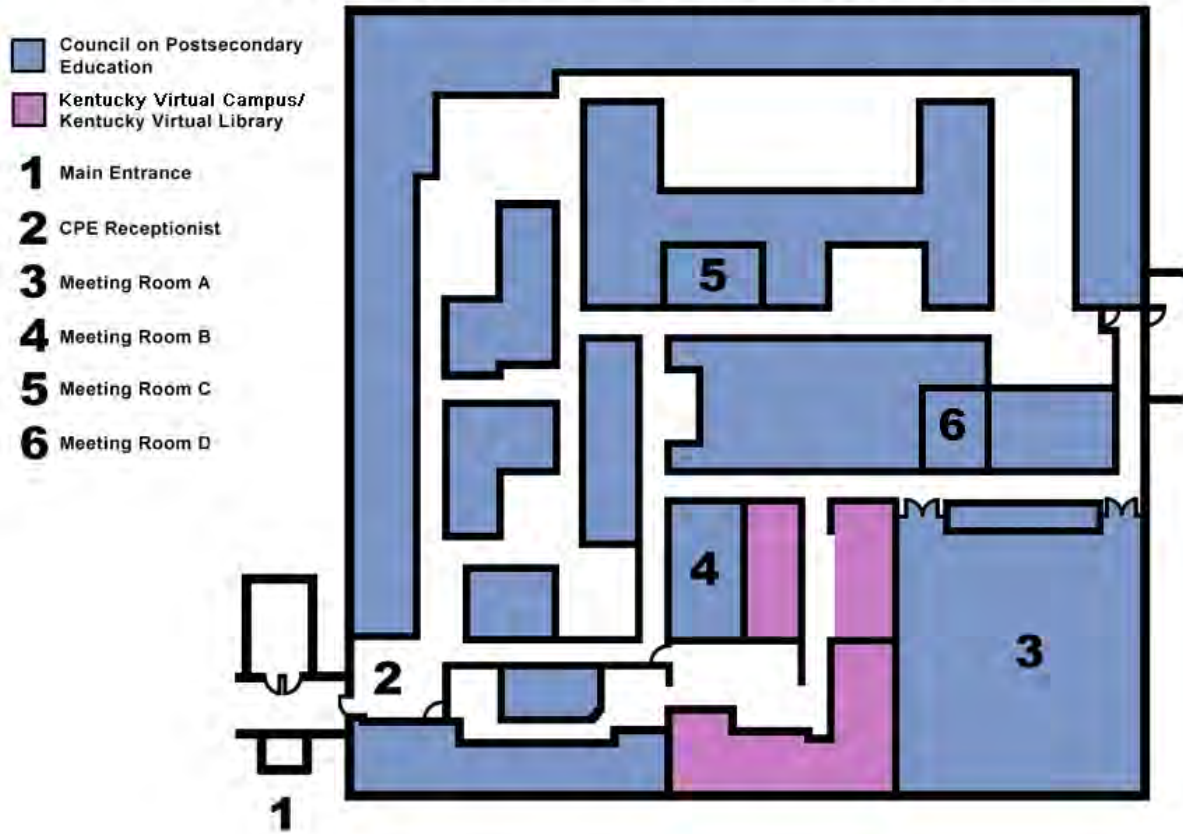 Council on Postsecondary
Education
Kentucky Virtual Campus/
Kentucky Virtual Library
1 Main Entrance
2 CPE Receptionist
3 Meeting Room A
4 Meeting Room B
5 Meeting Room C
6 Meeting Room D
5
6
4
3
2
1